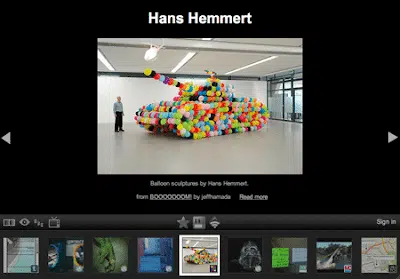 Hans Hemmert
Balloon sculptures by Hans Hemmert.
from BOOOOOOOM! by jeffhamada Read more
Sign in